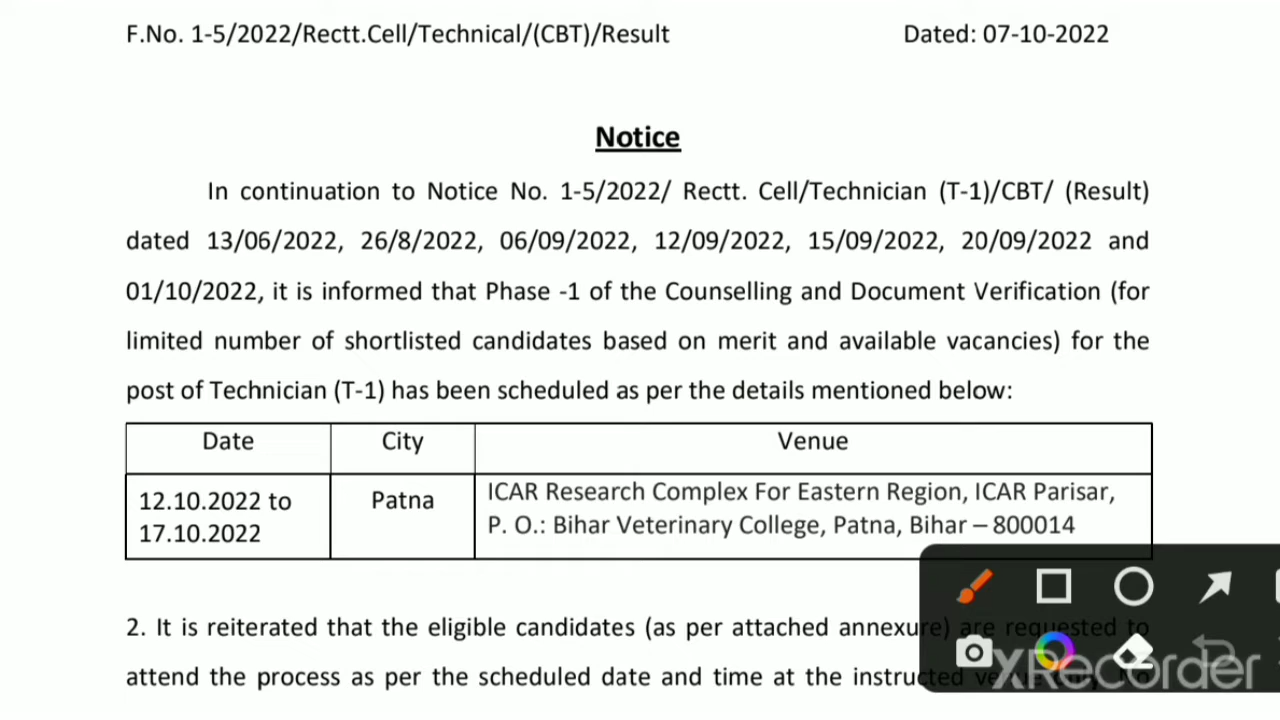 F.No. 1-5/2022/Rectt.Cell/Technical/(CBT)/Result Dated: 07-10-2022
Notice
In continuation to Notice No. 1-5/2022/ Rectt. Cell/Technician (T-1)/CBT/ (Result)
dated 13/06/2022, 26/8/2022, 06/09/2022, 12/09/2022, 15/09/2022, 20/09/2022 and
01/10/2022, it is informed that Phase -1 of the Counselling and Document Verification (for
limited number of shortlisted candidates based on merit and available vacancies) for the
post of Technician (T-1) has been scheduled as per the details mentioned below:
Date City Venue
12.10.2022 to
17.10.2022
Patna
ICAR Research Complex For Eastern Region, ICAR Parisar,
P. O.: Bihar Veterinary College, Patna, Bihar – 800014
2. It is reiterated that the eligible candidates (as per attached annexure) are requested to
attend the process as per the scheduled date and time at the instructed No
XRecorder